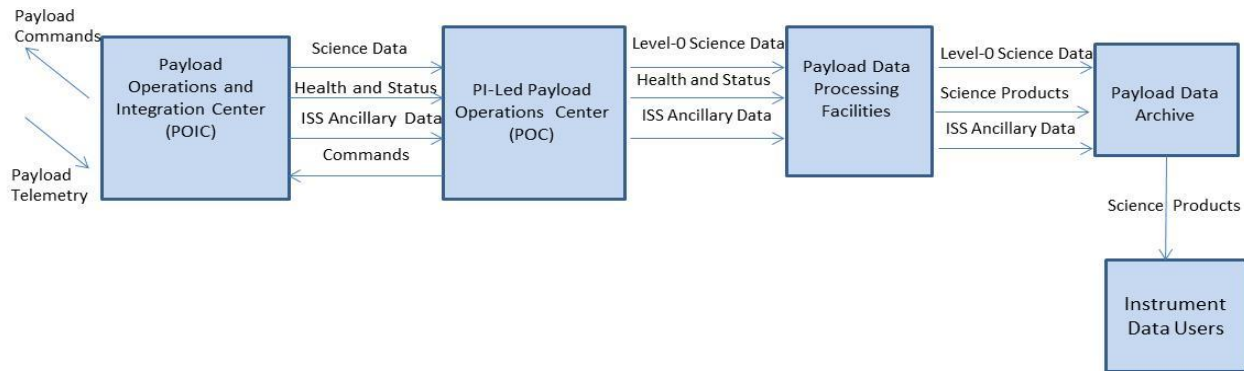 Payload
Commands
Payload
Telemetry
Payload
Operations and
Integration Center
(POIC)
Science Data
Health and Status
ISS Ancillary Data
Commands
PI-Led Payload
Operations Center
(POC)
Level-0 Science Data
Health and Status
ISS Ancillary Data
Payload Data
Processing
Facilities
Level-0 Science Data
Science Products
ISS Ancillary Data
Payload Data
Archive
Science Products
Instrument
Data Users